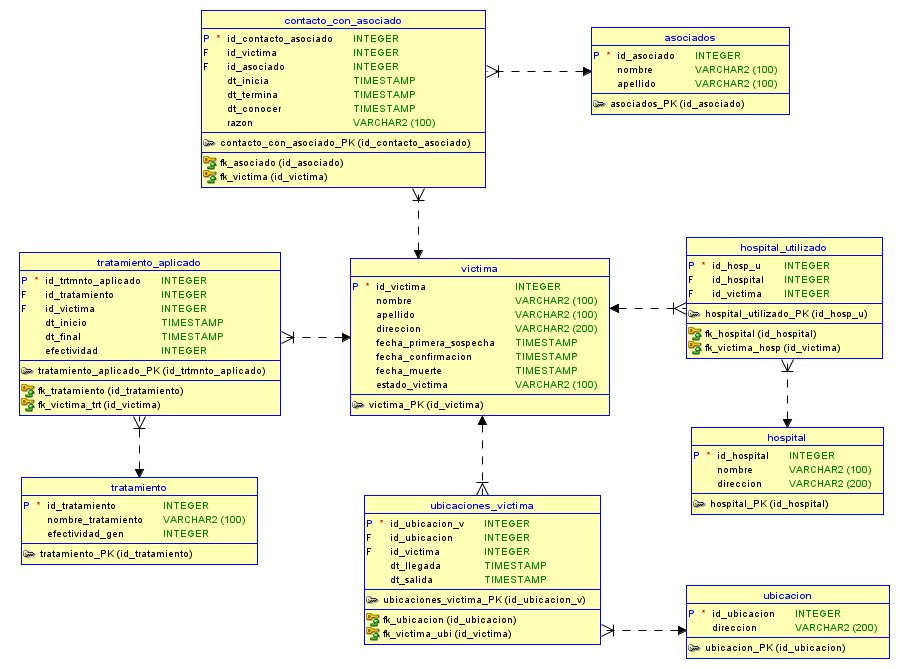 contacto_con_asociado
P * id_contacto_asociado INTEGER
F id_victima INTEGER
F id_asociado INTEGER
dt_inicia TIMESTAMP
dt_termina TIMESTAMP
dt_conocer TIMESTAMP
razon VARCHAR2 (100)
contacto_con_asociado_PK (id_contacto_asociado)
fk_asociado (id_asociado)
fk_victima (id_victima)
asociados
P * id_asociado INTEGER
nombre VARCHAR2 (100)
apellido VARCHAR2 (100)
asociados_PK (id_asociado)
tratamiento_aplicado
P * id_trtmnto_aplicado INTEGER
F id_tratamiento INTEGER
F id_victima INTEGER
dt_inicio TIMESTAMP
dt_final TIMESTAMP
efectividad INTEGER
tratamiento_aplicado_PK (id_trtmnto_aplicado)
fk_tratamiento (id_tratamiento)
fk_victima_trt (id_victima)
victima
P * id_victima INTEGER
nombre VARCHAR2 (100)
apellido VARCHAR2 (100)
direccion VARCHAR2 (200)
fecha_primera_sospecha TIMESTAMP
fecha_confirmacion TIMESTAMP
fecha_muerte TIMESTAMP
estado_victima VARCHAR2 (100)
victima_PK (id_victima)
hospital_utilizado
P * id_hosp_u INTEGER
F id_hospital INTEGER
F id_victima INTEGER
hospital_utilizado_PK (id_hosp_u)
fk_hospital (id_hospital)
fk_victima_hosp (id_victima)
hospital
P * id_hospital INTEGER
nombre VARCHAR2 (100)
direccion VARCHAR2 (200)
hospital_PK (id_hospital)
tratamiento
P * id_tratamiento INTEGER
nombre_tratamiento VARCHAR2 (100)
efectividad_gen INTEGER
tratamiento_PK (id_tratamiento)
ubicaciones_victima
P * id_ubicacion_v INTEGER
F id_ubicacion INTEGER
F id_victima INTEGER
dt_llegada TIMESTAMP
dt_salida TIMESTAMP
ubicaciones_victima_PK (id_ubicacion_v)
fk_ubicacion (id_ubicacion)
fk_victima_ubi (id_victima)
ubicacion
P * id_ubicacion INTEGER
direccion VARCHAR2 (200)
ubicacion_PK (id_ubicacion)